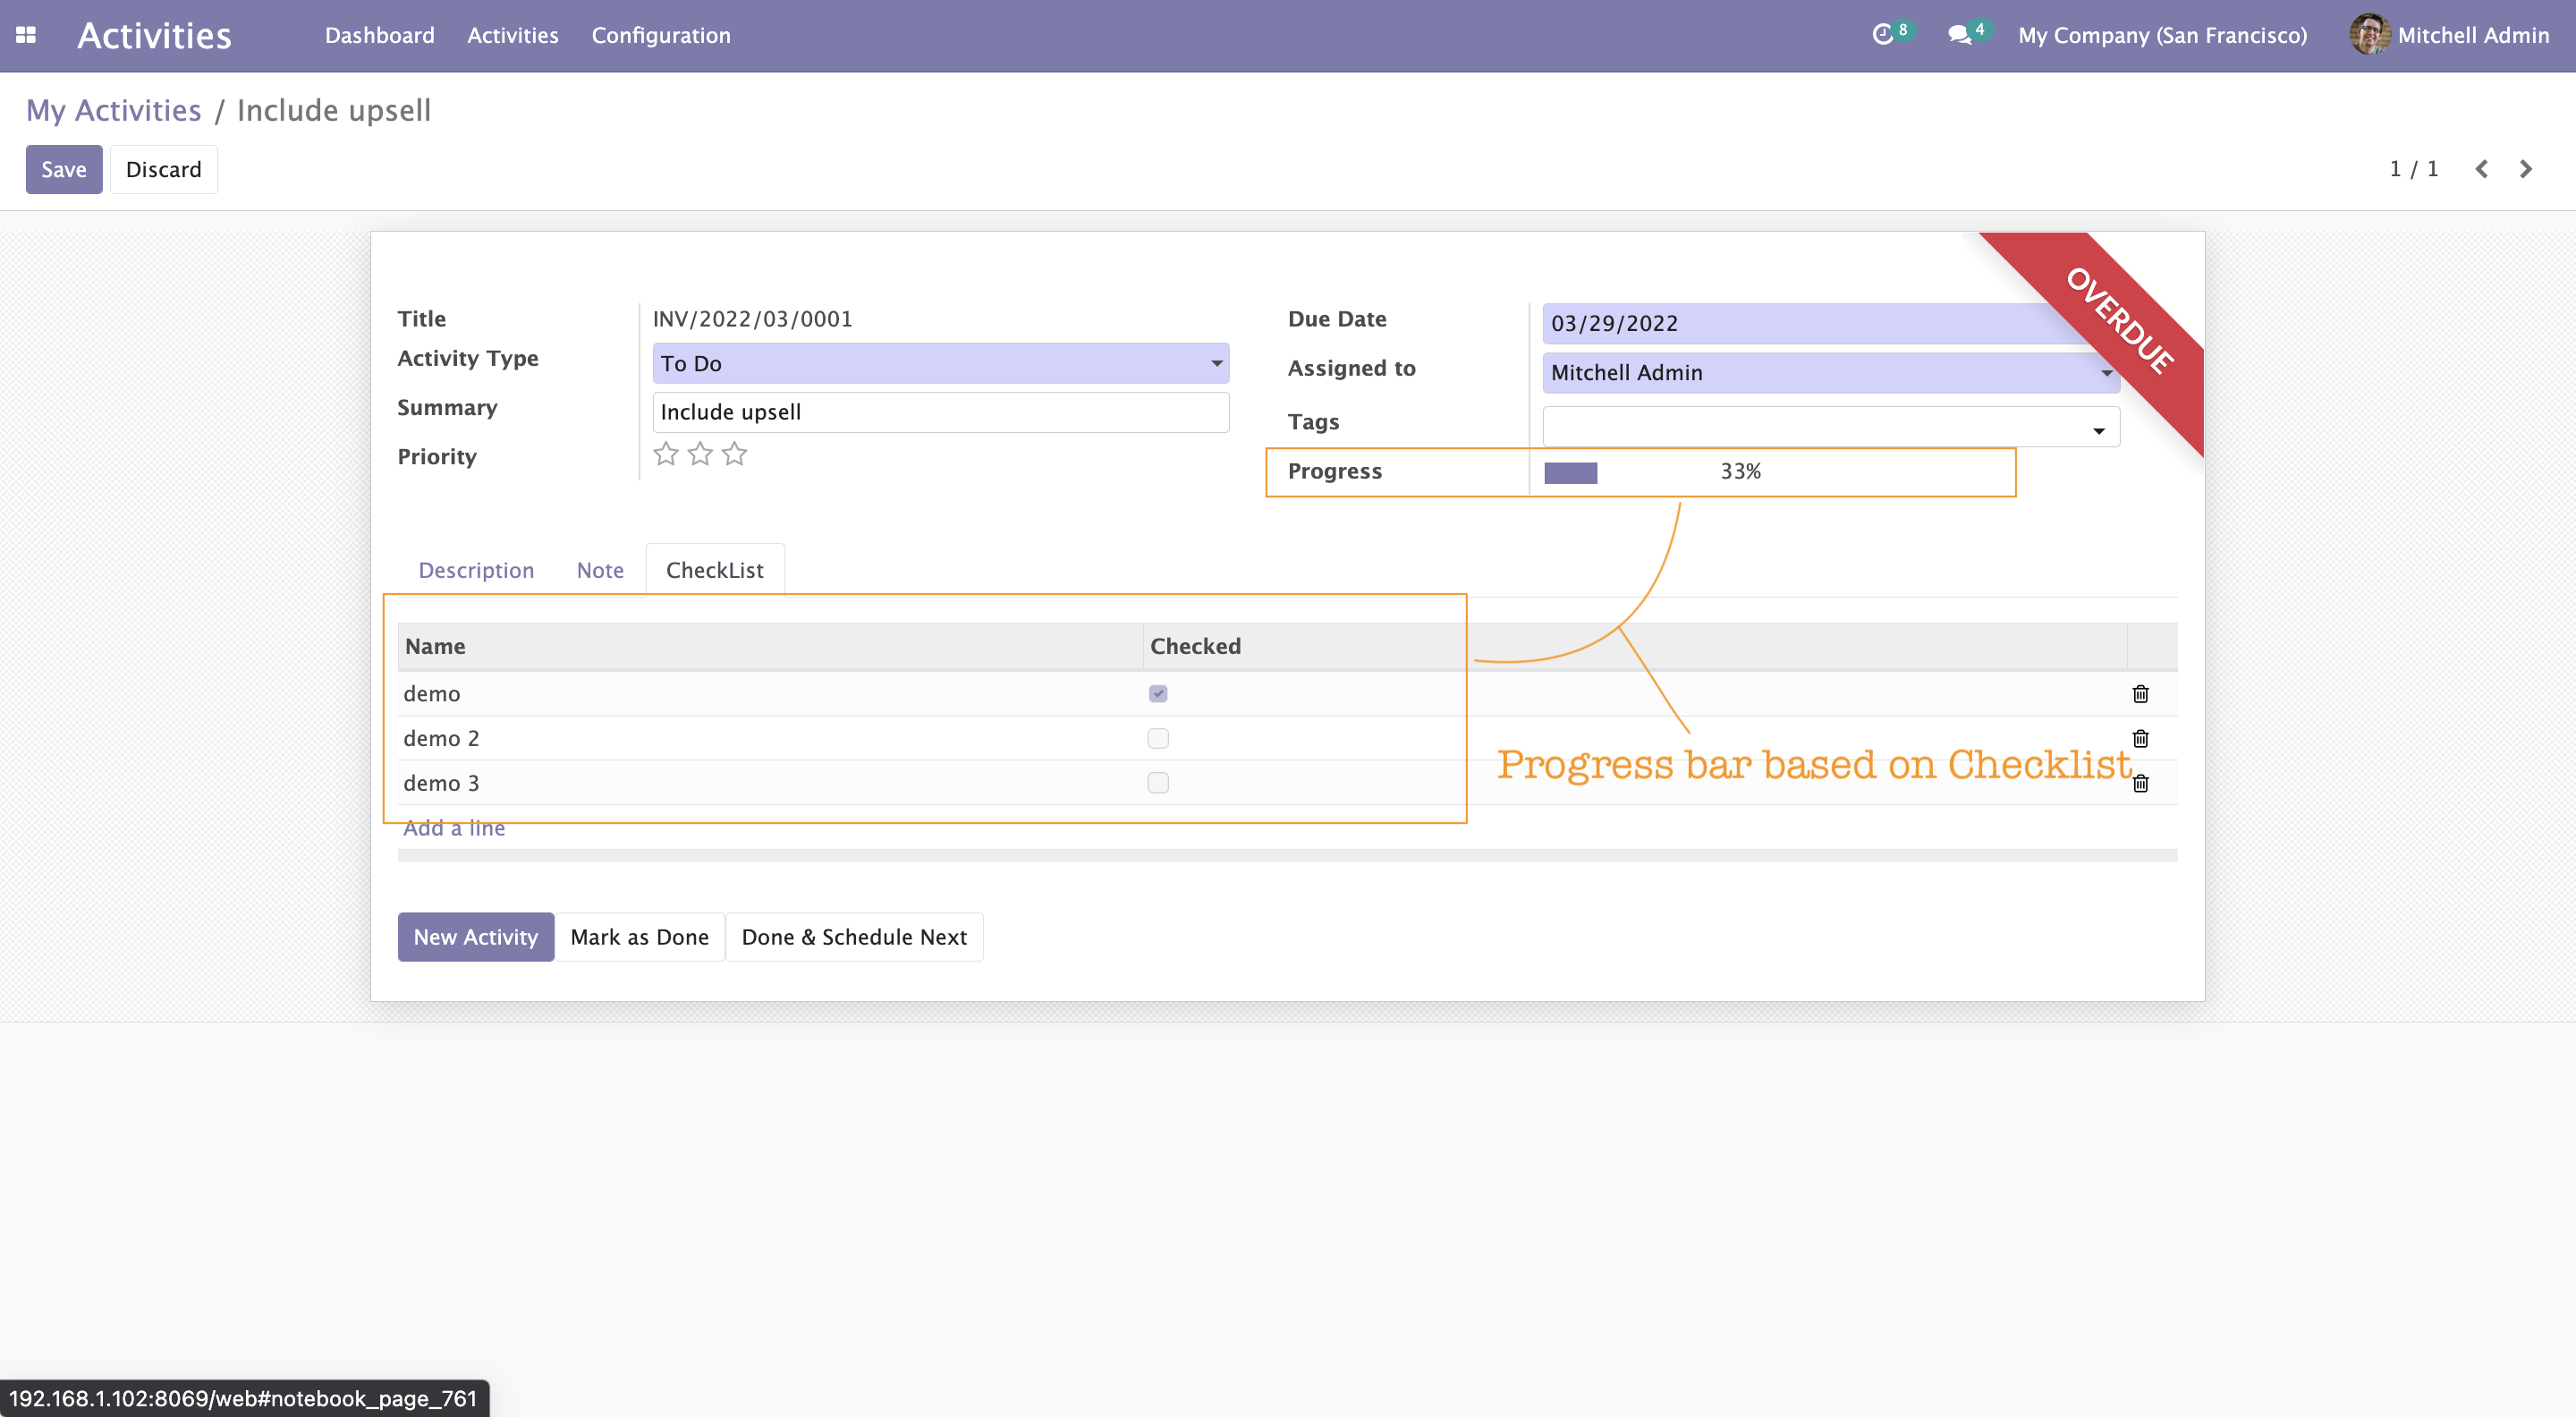 Activities Dashboard Activities Configuration 8 4 My Company (San Francisco) Mitchell Admin
My Activities / Include upsell
Save Discard 1 / 1
OVERDUE
Title INV/2022/03/0001 Due Date 03/29/2022
Activity Type To Do Assigned to Mitchell Admin
Summary Include upsell Tags
Priority Progress 33%
Description Note CheckList
Name Checked
demo
demo 2
Progress bar based on Checklist
demo 3
Add a line
New Activity Mark as Done Done & Schedule Next
192.168.1.102:8069/web#notebook_page_761